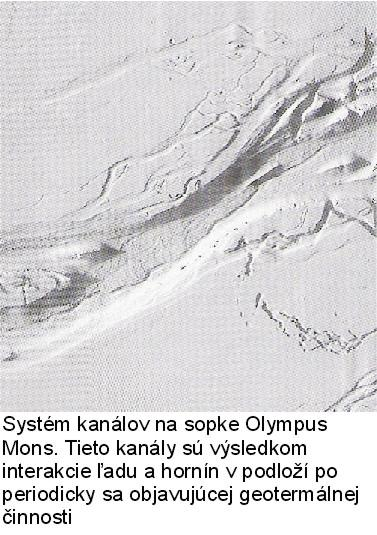 Systém kanálov na sopke Olympus
Mons. Tieto kanály sú výsledkom
interakcie ľadu a hornín v podloží po
periodicky sa objavujúcej geotermálnej
činnosti